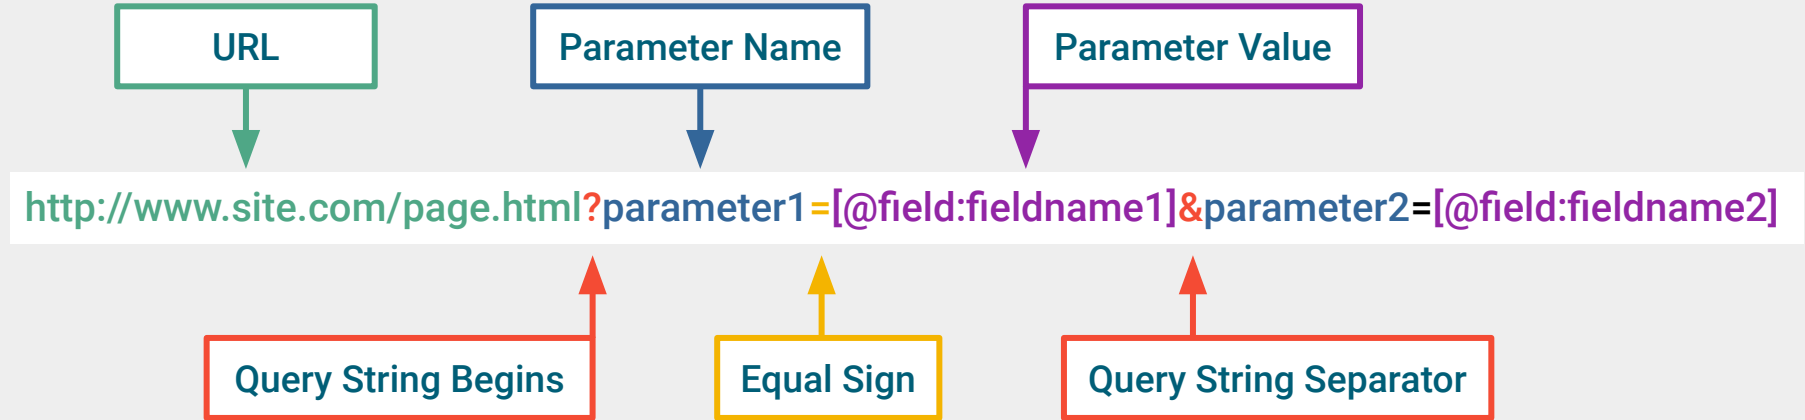 URL
Parameter Name
Parameter Value
http://www.site.com/page.html?parameter1=[@field:fieldname1]&parameter2=[@field:fieldname2]
Query String Begins
Equal Sign
Query String Separator